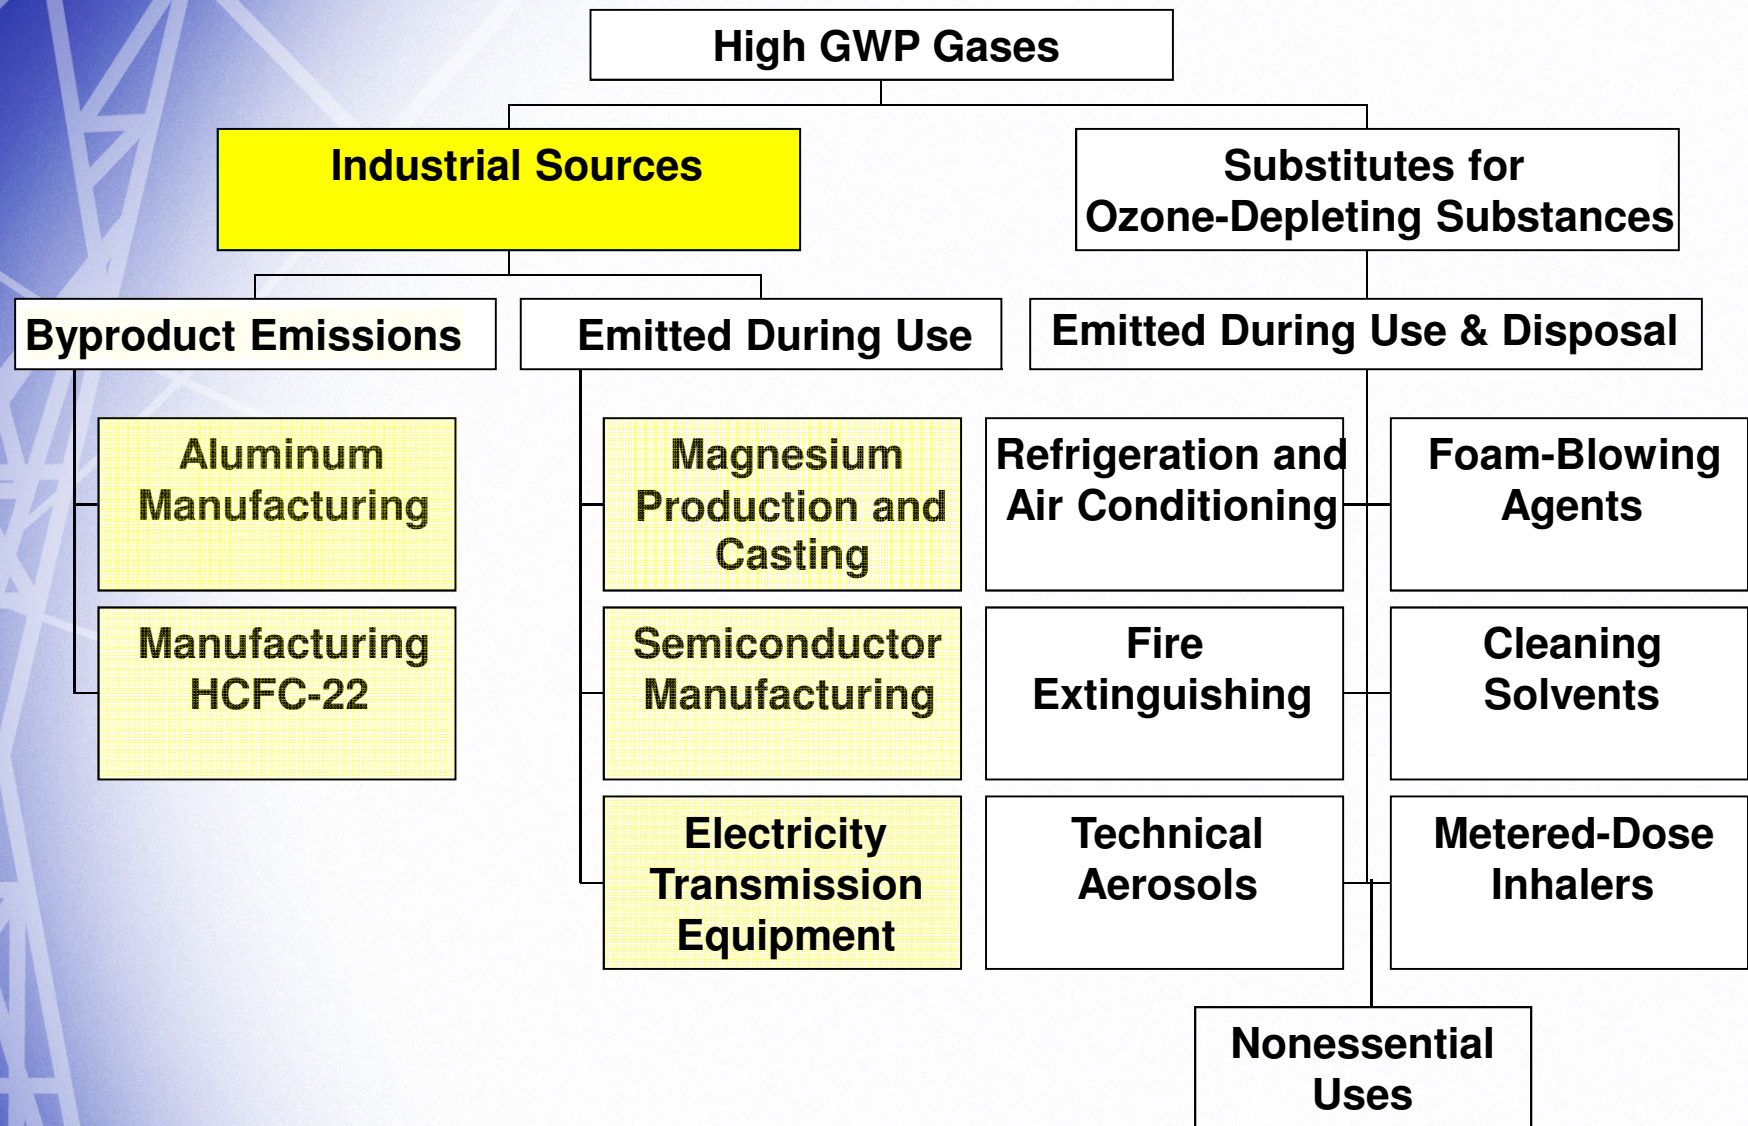 High GWP Gases
Industrial Sources
Substitutes for
Ozone-Depleting Substances
Byproduct Emissions
Emitted During Use
Emitted During Use & Disposal
Aluminum
Manufacturing
Magnesium
Production and
Casting
Refrigeration and
Air Conditioning
Foam-Blowing
Agents
Manufacturing
HCFC-22
Semiconductor
Manufacturing
Fire
Extinguishing
Cleaning
Solvents
Electricity
Transmission
Equipment
Technical
Aerosols
Metered-Dose
Inhalers
Nonessential
Uses